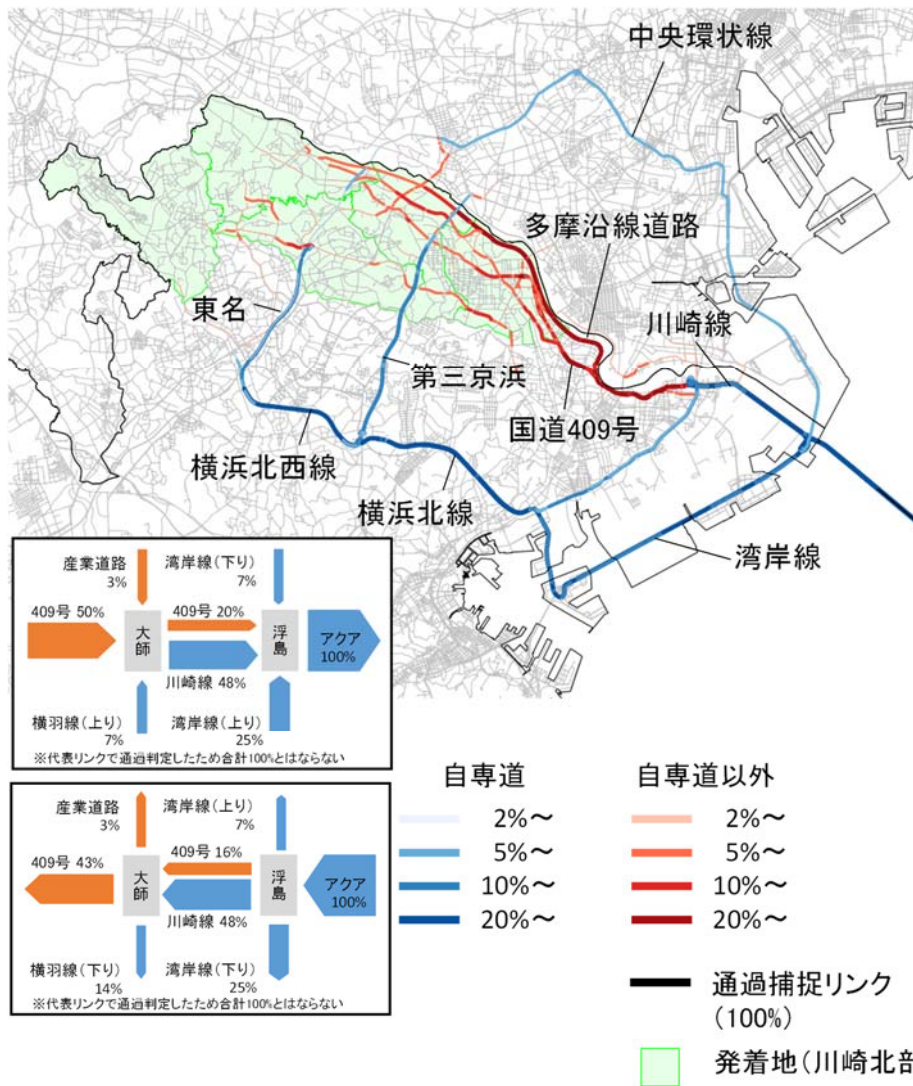 中央環状線
多摩沿線道路
川崎線
東名
第三京浜
国道409号
横浜北西線
横浜北線
湾岸線
産業道路
3%
湾岸線(下り)
7%
409号 50%
409号 20%
大師
浮島
アクア
100%
川崎線 48%
横羽線(上り)
7%
湾岸線(上り)
25%
※代表リンクで通過判定したため合計100%とはならない
産業道路
3%
湾岸線(上り)
7%
409号 43%
409号 16%
大師
浮島
アクア
100%
川崎線 48%
横羽線(下り)
14%
湾岸線(下り)
25%
※代表リンクで通過判定したため合計100%とはならない
自専道
2%～
5%～
10%～
20%～
自専道以外
2%～
5%～
10%～
20%～
通過捕捉リンク
(100%)
発着地(川崎北部